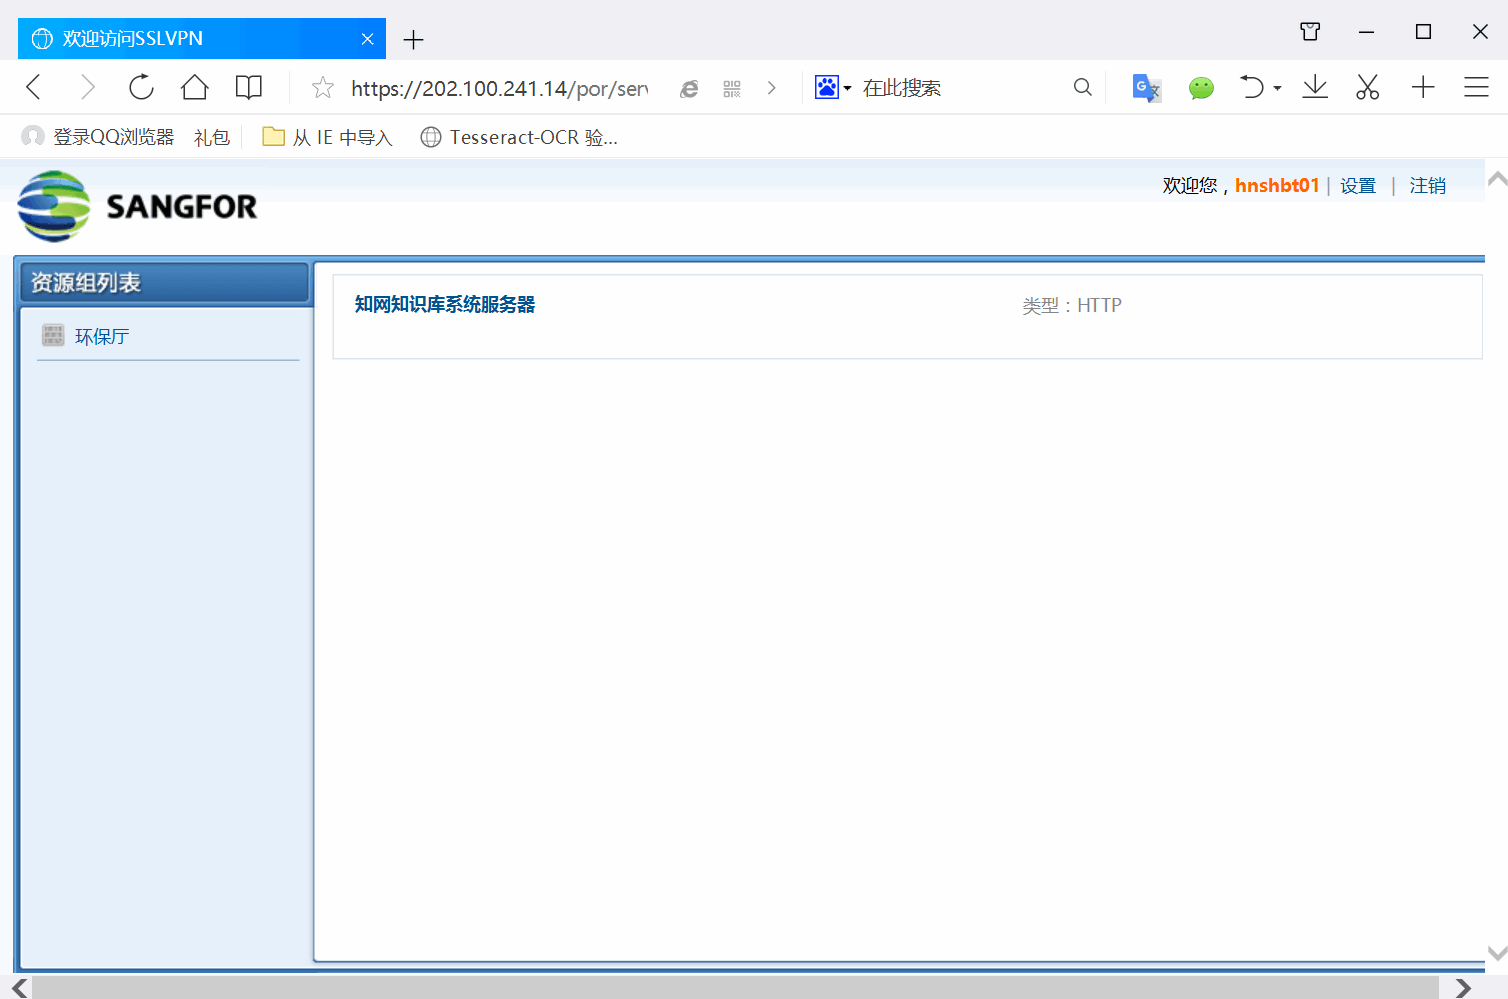 欢迎访问SSLVPN
https://202.100.241.14/por/serv
在此搜索
登录QQ浏览器
礼包
从 IE 中导入
Tesseract-OCR 验...
SANGFOR
欢迎您，hnshbt01 | 设置 | 注销
资源组列表
环保厅
知网知识库系统服务器
类型：HTTP